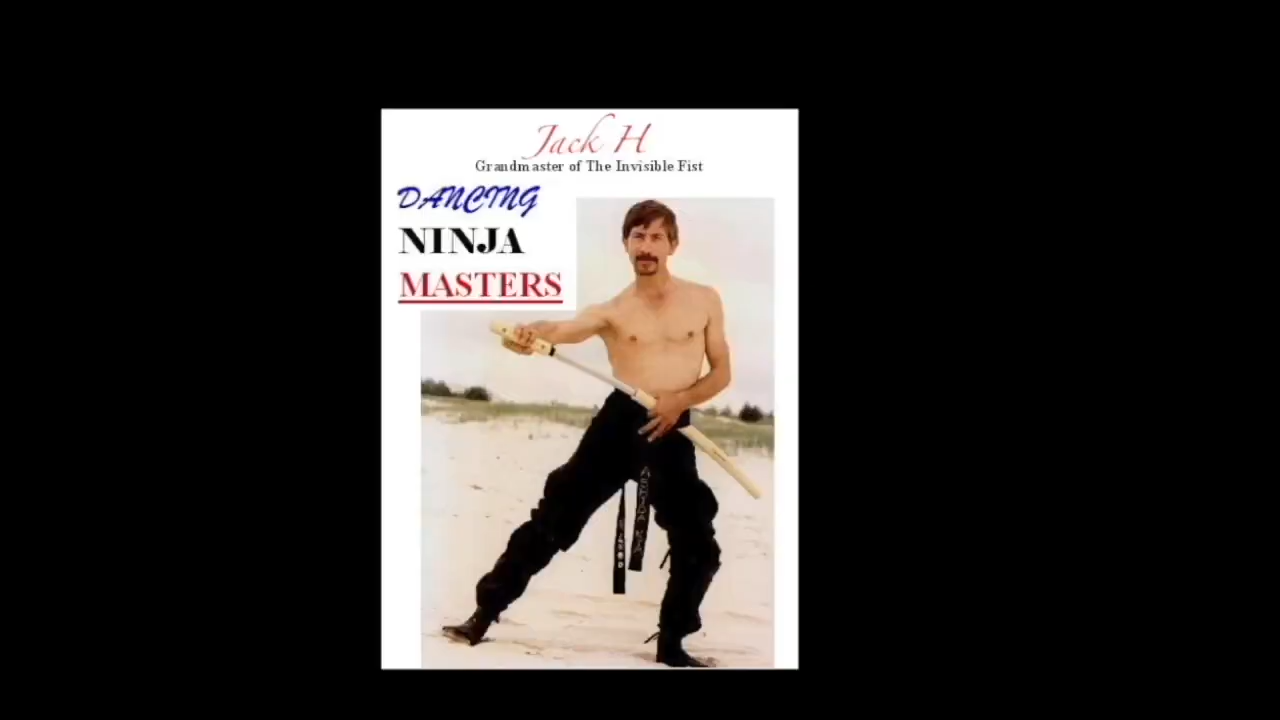 Jack H
Grandmaster of The Invisible Fist
DANCING
NINJA
MASTERS